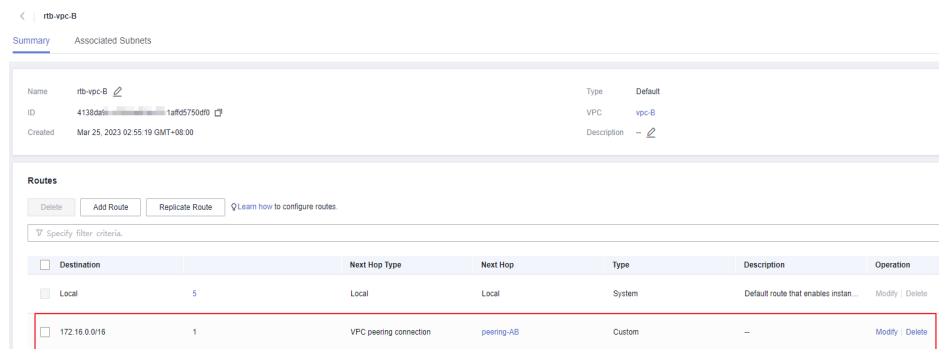 rtb-vpc-B
Summary Associated Subnets
Name rtb-vpc-B Type Default
ID 1affd5750df0 VPC vpc-B
Created Mar 25, 2023 02:55:19 GMT+08:00 Description --
Routes
Delete Add Route Replicate Route Learn how to configure routes.
Specify filter criteria.
Destination Next Hop Type Next Hop Type Description Operation
Local 5 Local Local System Default route that enables instan... Modify | Delete
172.16.0.0/16 1 VPC peering connection peering-AB Custom -- Modify | Delete